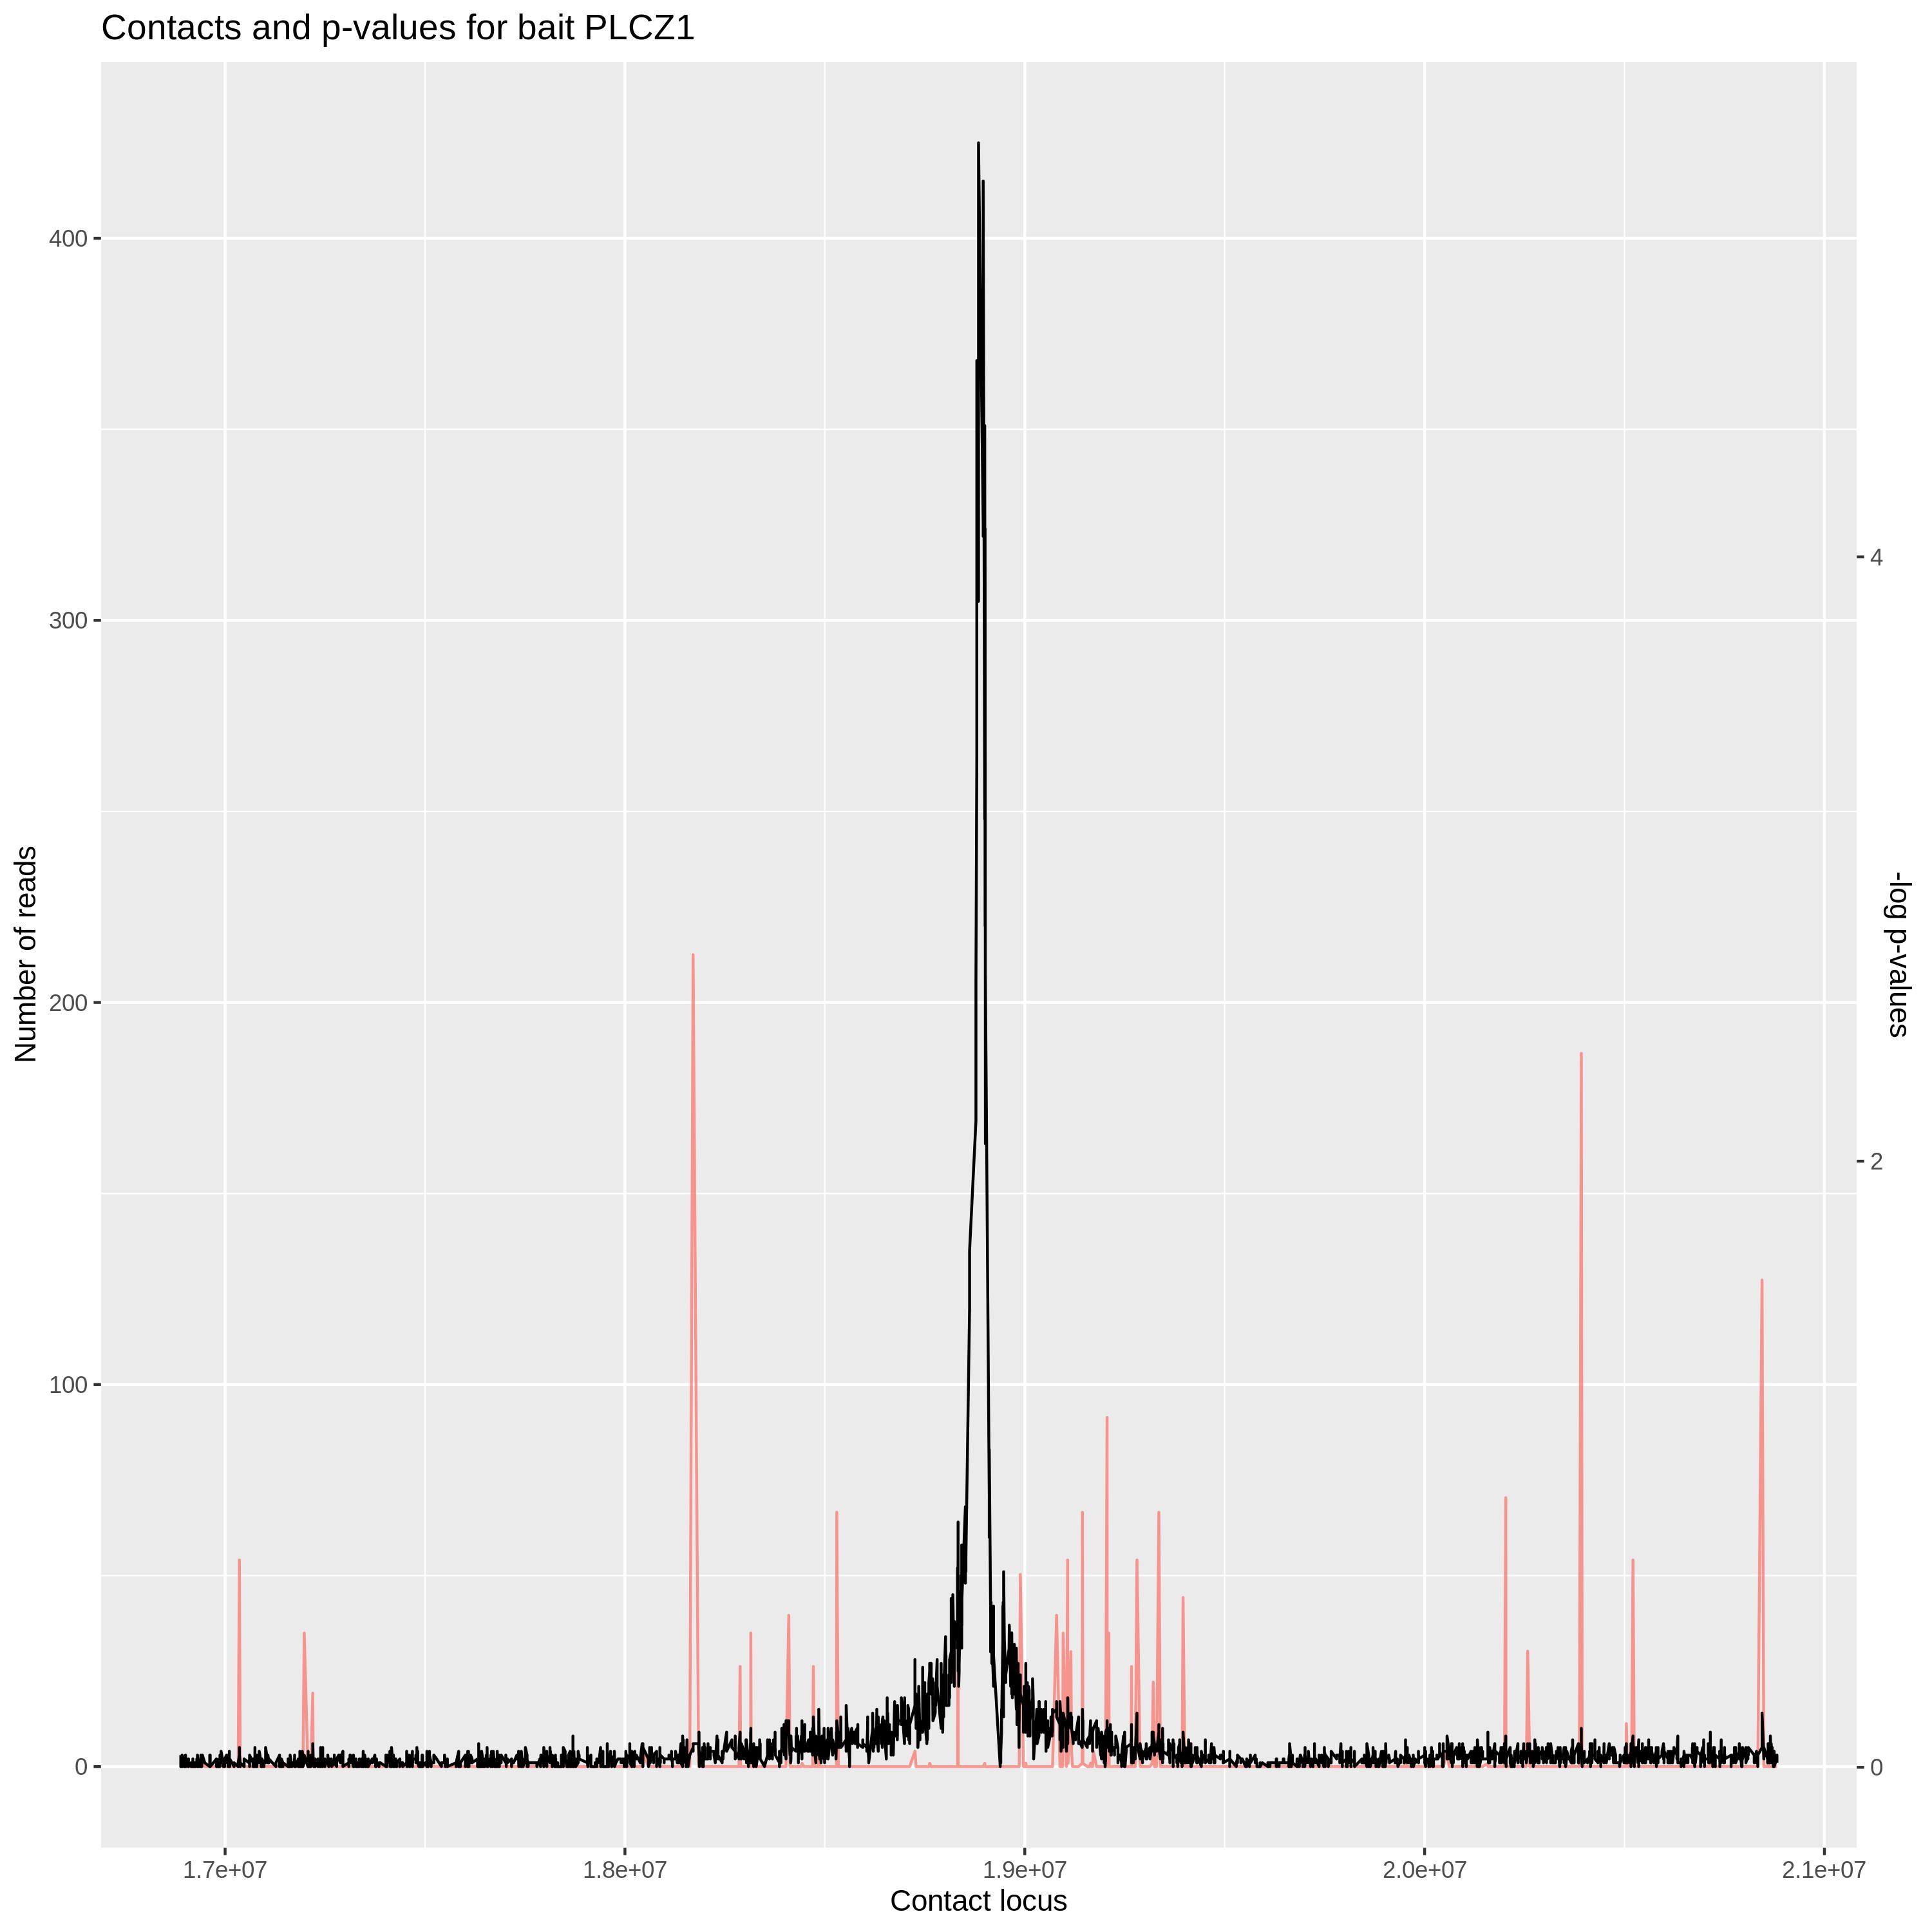 Contacts and p-values for bait PLCZ1
400
300
200
100
0
Number of reads
4
2
0
-log p-values
1.7e+07
1.8e+07
1.9e+07
2.0e+07
2.1e+07
Contact locus